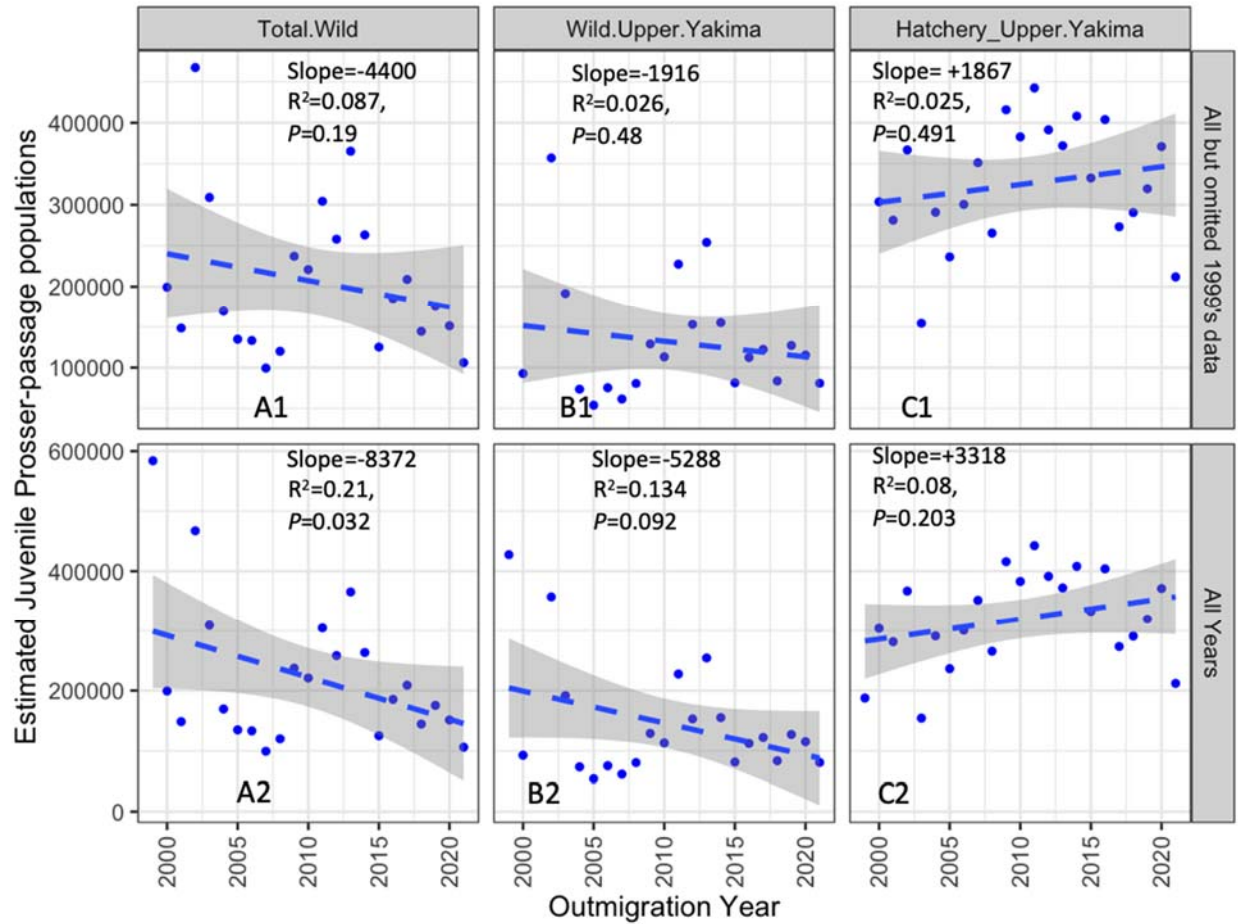 Total.Wild
Wild.Upper.Yakima
Hatchery_Upper.Yakima
Estimated Juvenile Prosser-passage populations
400000
300000
200000
100000
Slope=-4400
R²=0.087,
P=0.19
A1
Slope=-1916
R²=0.026,
P=0.48
B1
Slope= +1867
R²=0.025,
P=0.491
C1
All but omitted 1999's data
600000
400000
200000
0
Slope=-8372
R²=0.21,
P=0.032
A2
Slope=-5288
R²=0.134
P=0.092
B2
Slope=+3318
R²=0.08,
P=0.203
C2
All Years
2000
2005
2010
2015
2020
2000
2005
2010
2015
2020
2000
2005
2010
2015
2020
Outmigration Year